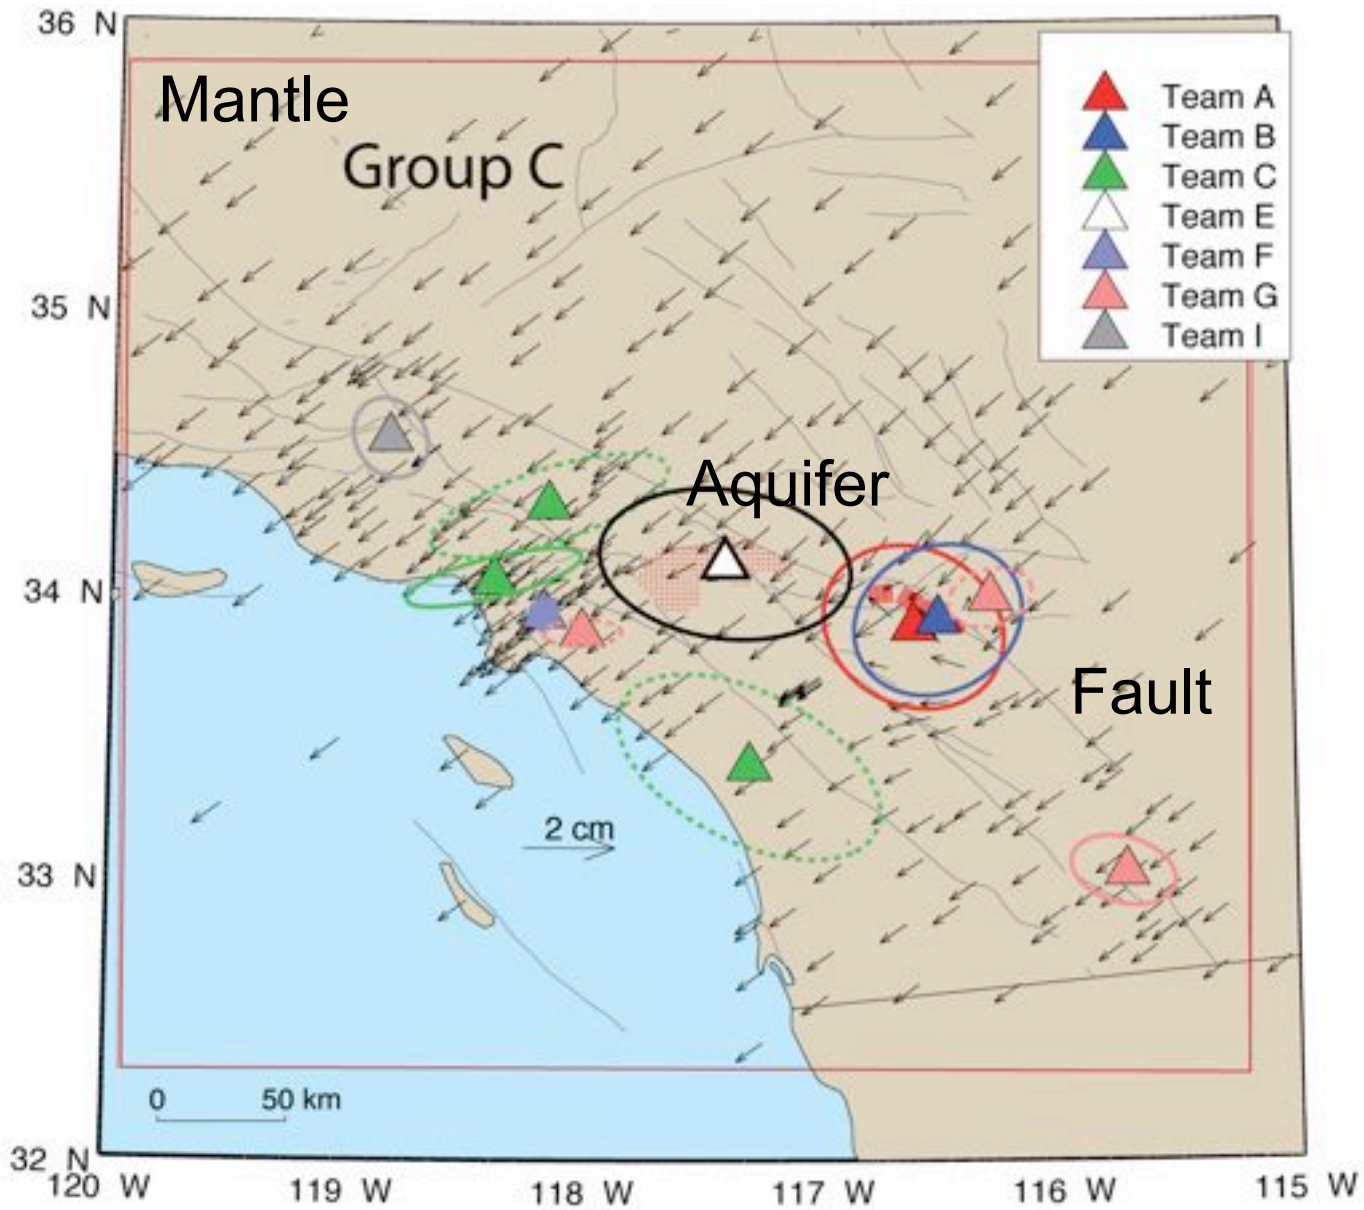 36 N
Mantle
Group C
Team A
Team B
Team C
Team E
Team F
Team G
Team I
35 N
Aquifer
34 N
Fault
2 cm
33 N
0 50 km
32 N
120 W 119 W 118 W 117 W 116 W 115 W